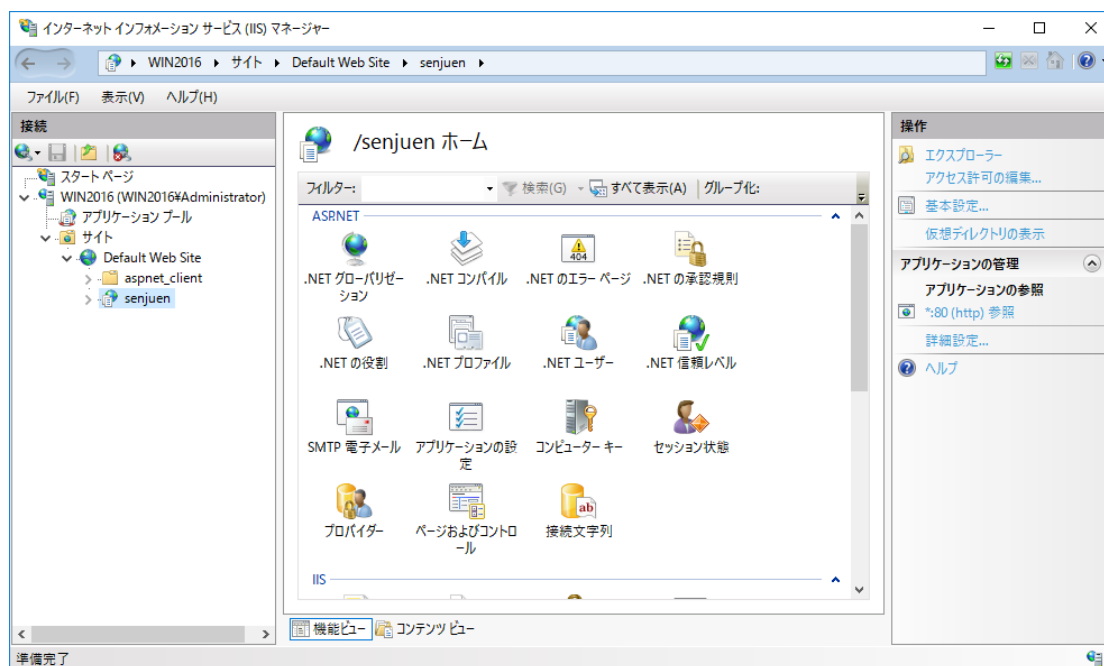 インターネット インフォメーション サービス (IIS) マネージャー
WIN2016 サイト Default Web Site senjuen
ファイル(F) 表示(V) ヘルプ(H)
接続
スタート ページ
WIN2016 (WIN2016¥Administrator)
アプリケーション プール
サイト
Default Web Site
aspnet_client
senjuen
/senjuen ホーム
フィルター: 検索(G) すべて表示(A) グループ化:
ASP.NET
.NET グローバリゼーション
.NET コンパイル
404
.NET のエラー ページ
.NET の承認規則
.NET の役割
.NET プロファイル
.NET ユーザー
.NET 信頼レベル
SMTP 電子メール
アプリケーションの設定
コンピューター キー
セッション状態
プロバイダー
ページおよびコントロール
ab
接続文字列
IIS
機能ビュー コンテンツ ビュー
操作
エクスプローラー
アクセス許可の編集...
基本設定...
仮想ディレクトリの表示
アプリケーションの管理
アプリケーションの参照
*:80 (http) 参照
詳細設定...
ヘルプ
準備完了